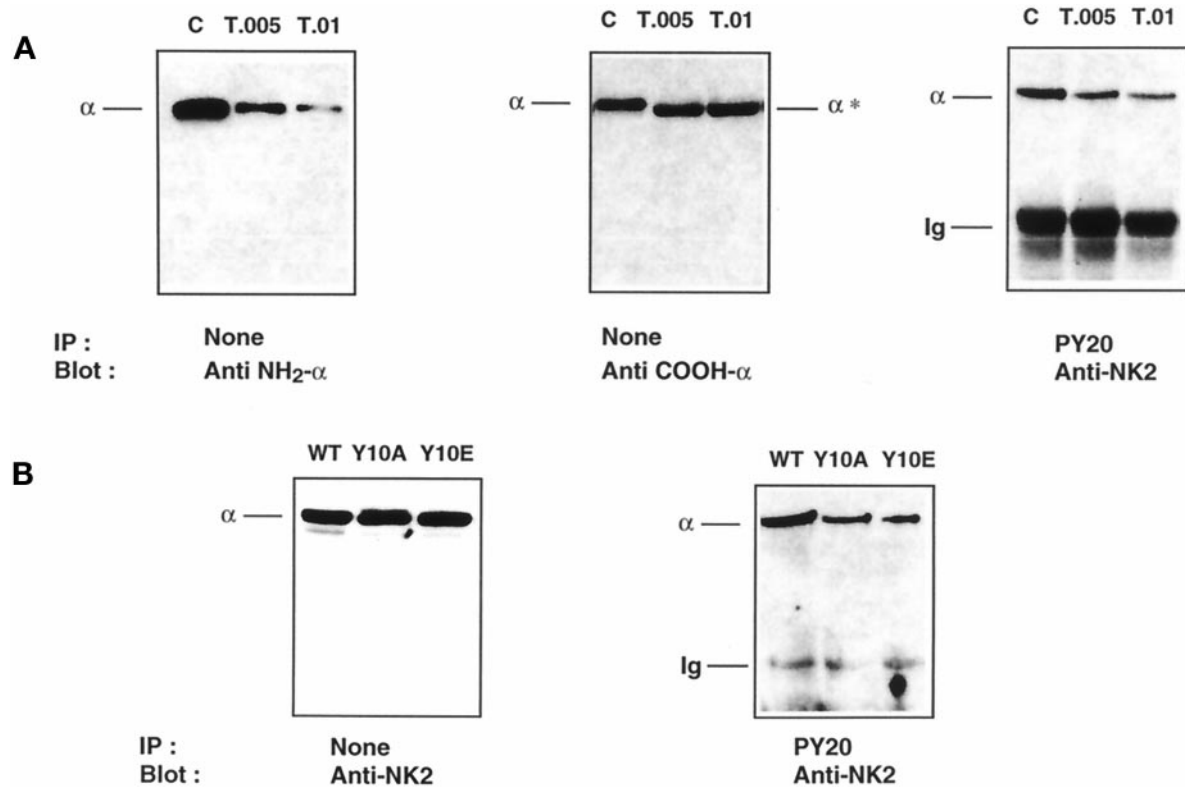 A
C T.005 T.01
α
C T.005 T.01
α
α *
C T.005 T.01
α
Ig
IP :
Blot :
None
Anti NH2-α
None
Anti COOH-α
PY20
Anti-NK2
B
WT Y10A Y10E
α
WT Y10A Y10E
α
Ig
IP :
Blot :
None
Anti-NK2
PY20
Anti-NK2